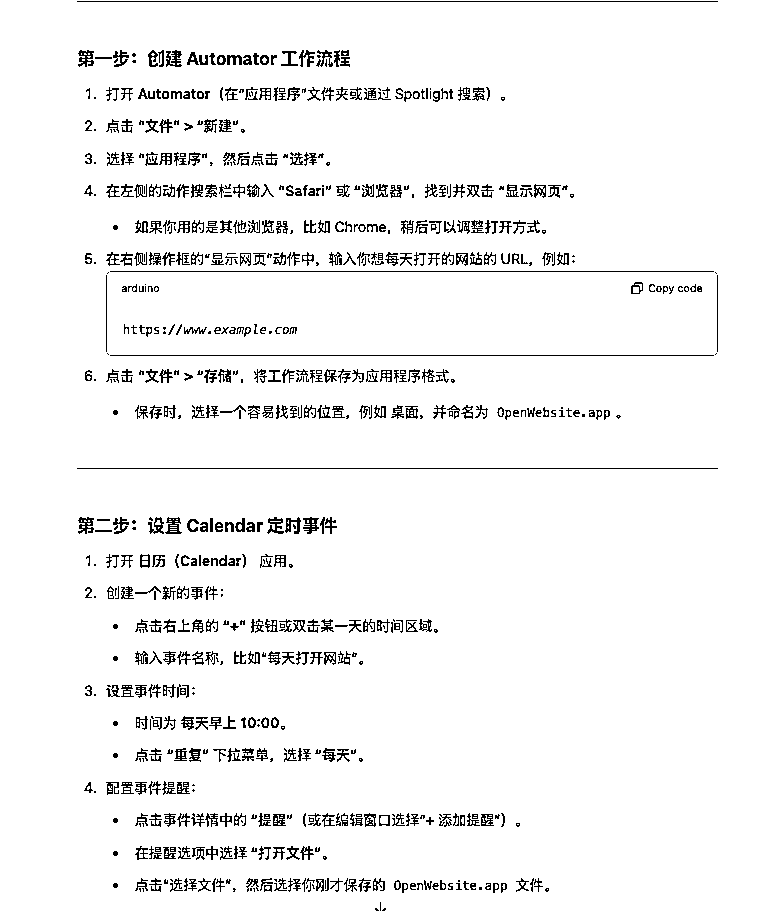 第一步：创建 Automator 工作流程
1. 打开 Automator（在"应用程序"文件夹或通过 Spotlight 搜索）。
2. 点击 "文件" > "新建"。
3. 选择 "应用程序"，然后点击 "选择"。
4. 在左侧的动作搜索栏中输入 "Safari" 或 "浏览器"，找到并双击 "显示网页"。
• 如果你用的是其他浏览器，比如 Chrome，稍后可以调整打开方式。
5. 在右侧操作框的"显示网页"动作中，输入你想每天打开的网站的 URL，例如：
arduino
Copy code
https://www.example.com
6. 点击 "文件" > "存储"，将工作流程保存为应用程序格式。
• 保存时，选择一个容易找到的位置，例如 桌面，并命名为 OpenWebsite.app 。
第二步：设置 Calendar 定时事件
1. 打开 日历（Calendar） 应用。
2. 创建一个新的事件：
• 点击右上角的 "+" 按钮或双击某一天的时间区域。
• 输入事件名称，比如"每天打开网站"。
3. 设置事件时间：
• 时间为 每天早上 10:00。
• 点击 "重复" 下拉菜单，选择 "每天"。
4. 配置事件提醒：
• 点击事件详情中的 "提醒"（或在编辑窗口选择"+ 添加提醒"）。
• 在提醒选项中选择 "打开文件"。
• 点击"选择文件"，然后选择你刚才保存的 OpenWebsite.app 文件。